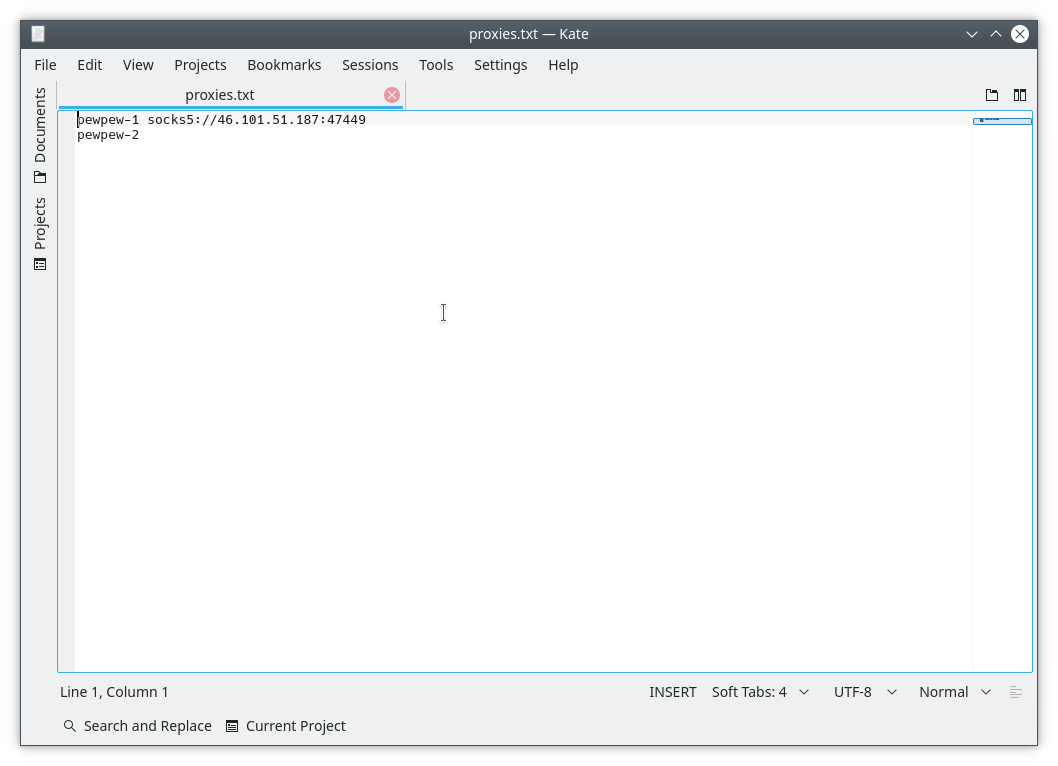 proxies.txt — Kate
File Edit View Projects Bookmarks Sessions Tools Settings Help
proxies.txt
Documents
Projects
pewpew-1 socks5://46.101.51.187:47449
pewpew-2
Line 1, Column 1 INSERT Soft Tabs: 4 UTF-8 Normal
Search and Replace Current Project